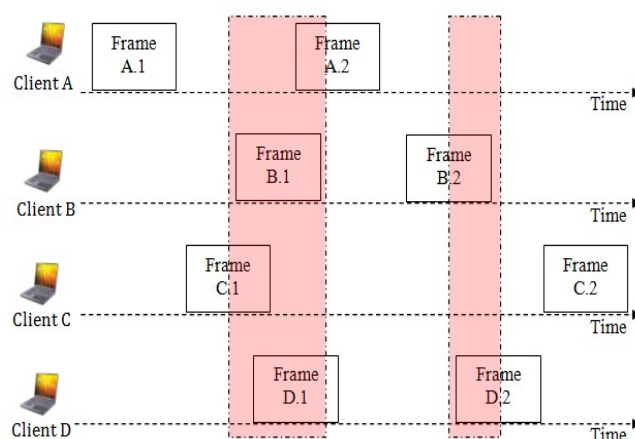 Frame
A.1
Frame
A.2
Client A
Time
Frame
B.1
Frame
B.2
Client B
Time
Frame
C.1
Frame
C.2
Client C
Time
Frame
D.1
Frame
D.2
Client D
Time